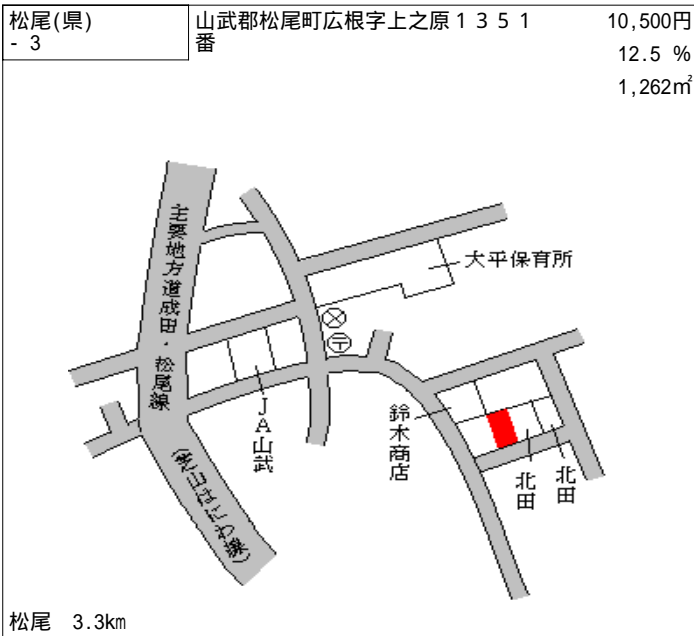 松尾(県)
- 3
山武郡松尾町広根字上之原１３５１
番
10,500円
12.5 %
1,262㎡
主要地方道成田・松尾線
大平保育所
〒
ＪＡ山武
鈴木商店
北田
北田
松尾 3.3km